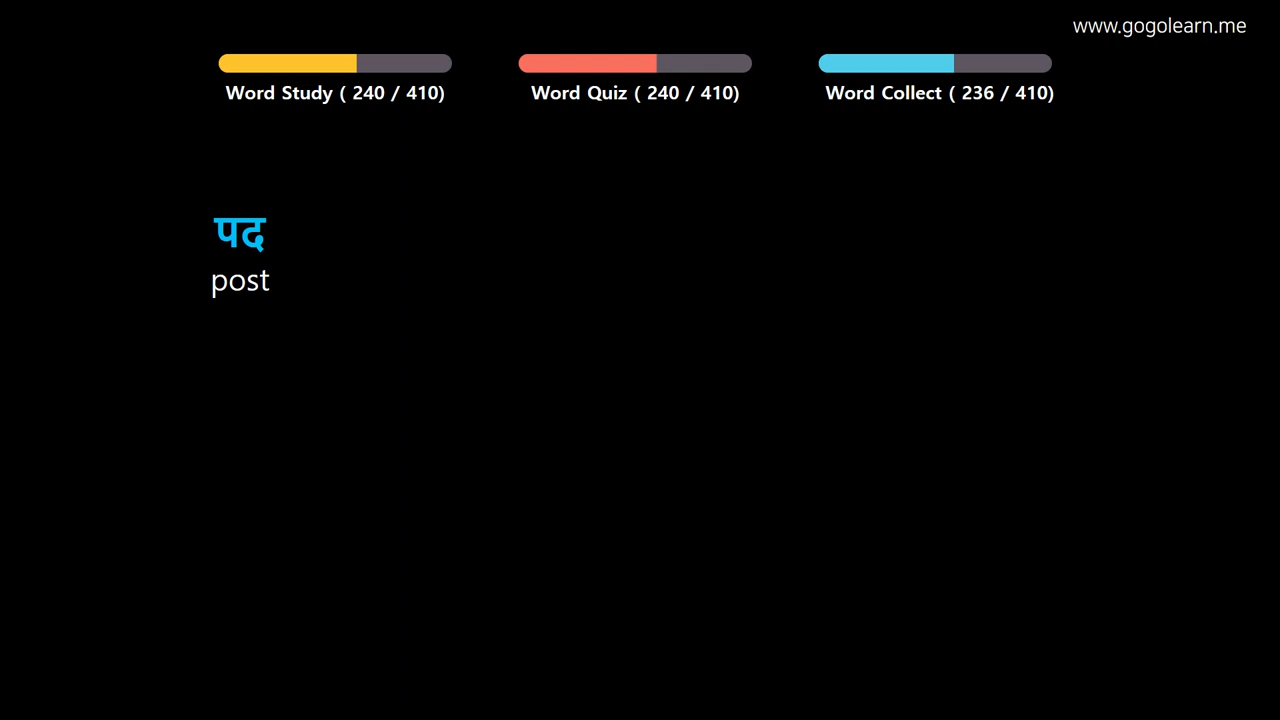 www.gogolearn.me
Word Study ( 240 / 410)
Word Quiz ( 240 / 410)
Word Collect ( 236 / 410)
पद
post